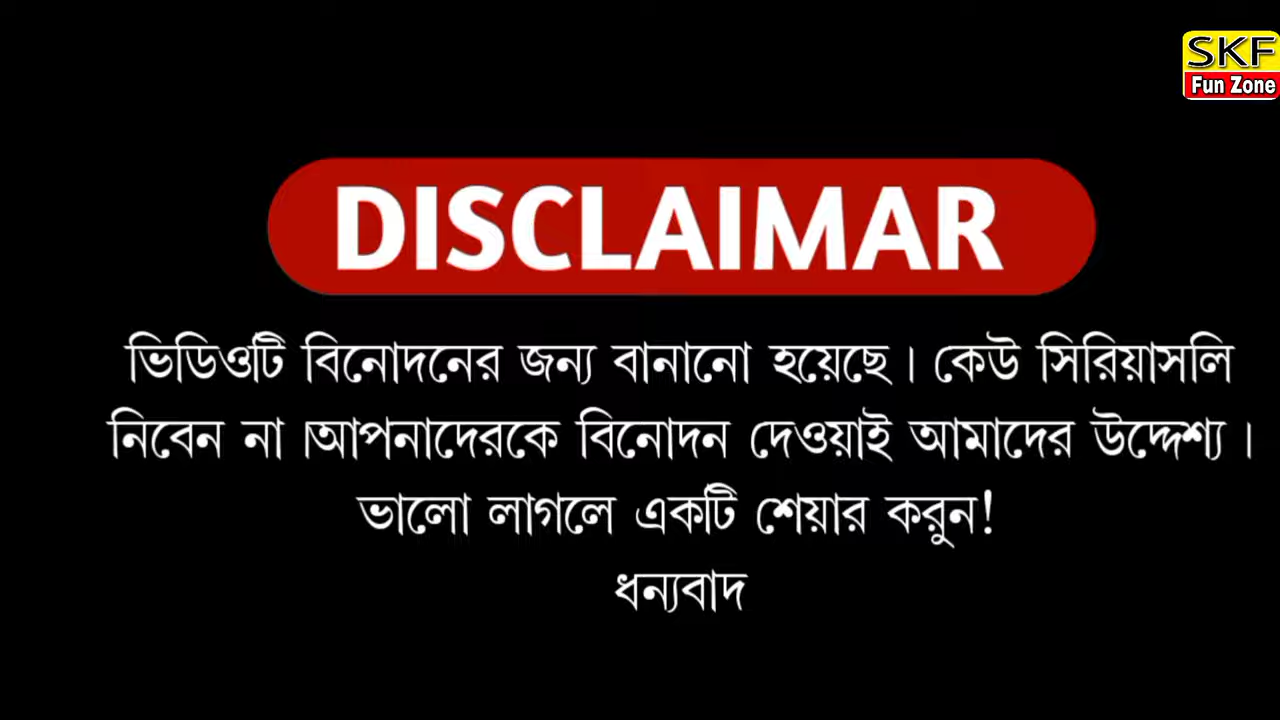 SKF
Fun Zone
DISCLAIMAR
ভিডিওটি বিনোদনের জন্য বানানো হয়েছে। কেউ সিরিয়াসলি
নিবেন না।আপনাদেরকে বিনোদন দেওয়াই আমাদের উদ্দেশ্য।
ভালো লাগলে একটি শেয়ার করুন!
ধন্যবাদ